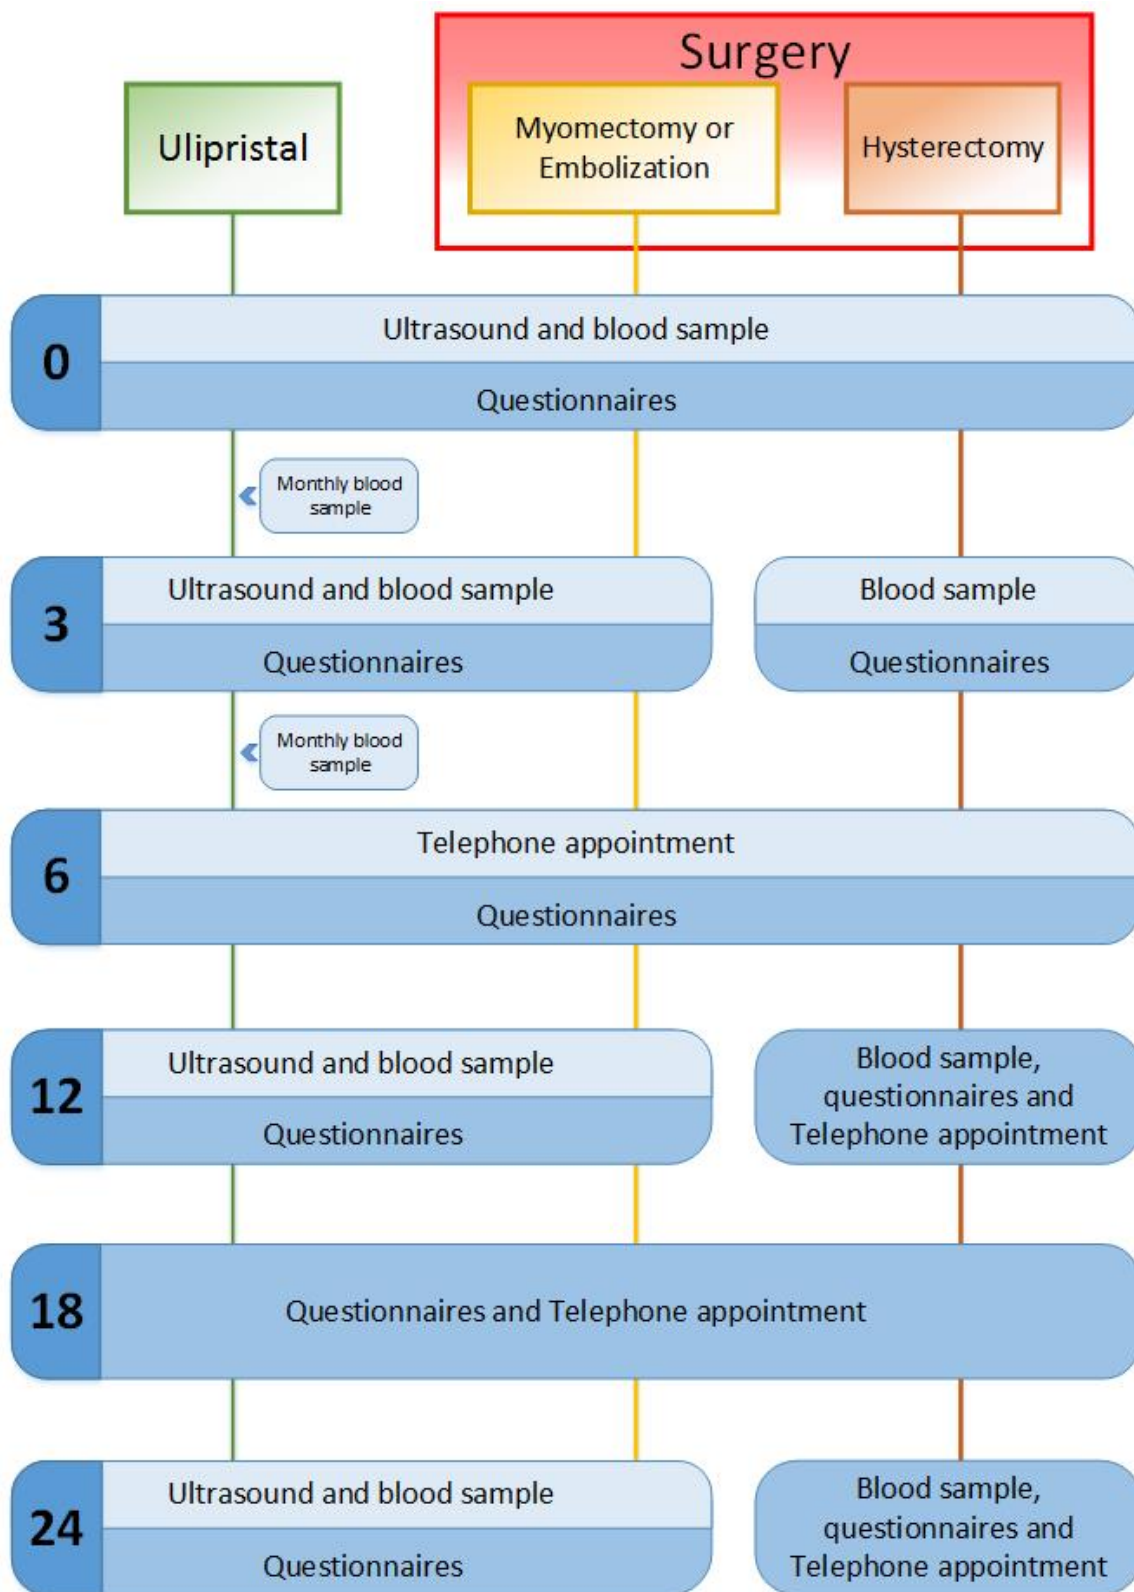 Surgery
Ulipristal
Myomectomy or
Embolization
Hysterectomy
0
Ultrasound and blood sample
Questionnaires
Monthly blood
sample
3
Ultrasound and blood sample
Questionnaires
Blood sample
Questionnaires
Monthly blood
sample
6
Telephone appointment
Questionnaires
12
Ultrasound and blood sample
Questionnaires
Blood sample,
questionnaires and
Telephone appointment
18
Questionnaires and Telephone appointment
24
Ultrasound and blood sample
Questionnaires
Blood sample,
questionnaires and
Telephone appointment